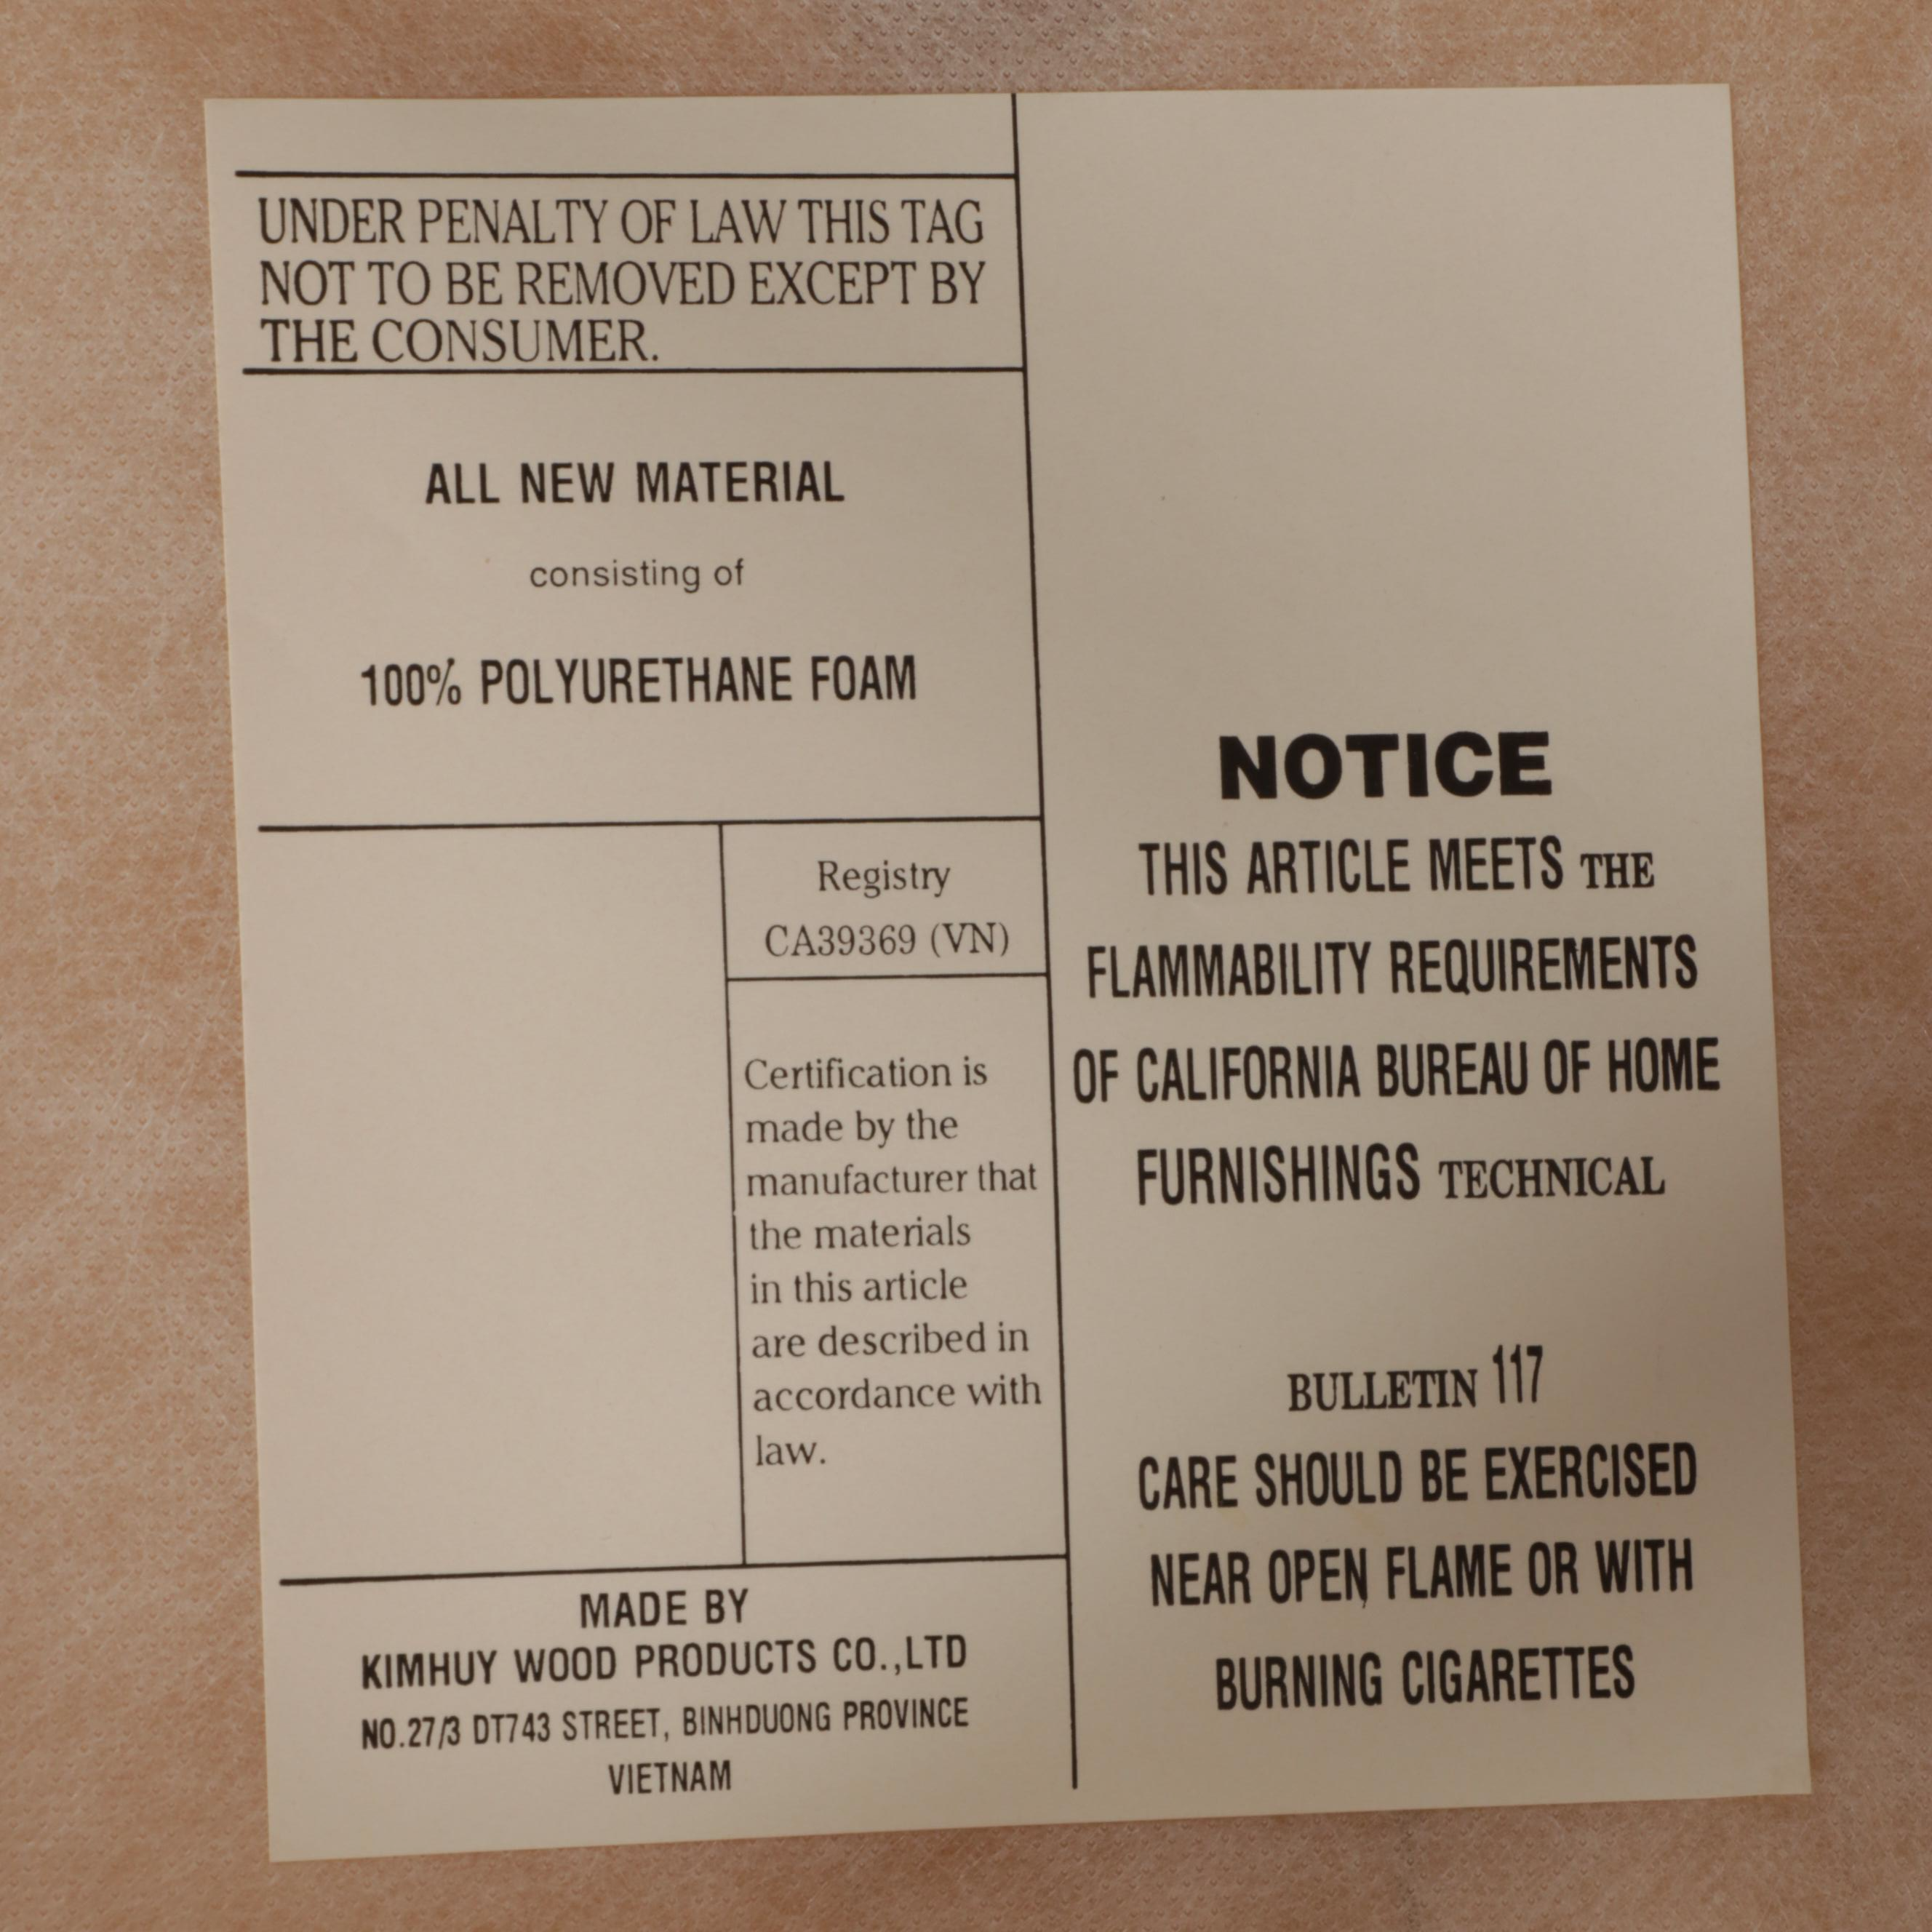 UNDER PENALTY OF LAW THIS TAG
NOT TO BE REMOVED EXCEPT BY
THE CONSUMER.
ALL NEW MATERIAL
consisting of
100% POLYURETHANE FOAM
Registry
CA39369 (VN)
Certification is
made by the
manufacturer that
the materials
in this article
are described in
accordance with
law.
MADE BY
KIMHUY WOOD PRODUCTS CO.,LTD
NO.27/3 DT743 STREET, BINHDUONG PROVINCE
VIETNAM
NOTICE
THIS ARTICLE MEETS THE
FLAMMABILITY REQUIREMENTS
OF CALIFORNIA BUREAU OF HOME
FURNISHINGS TECHNICAL
BULLETIN 117
CARE SHOULD BE EXERCISED
NEAR OPEN FLAME OR WITH
BURNING CIGARETTES